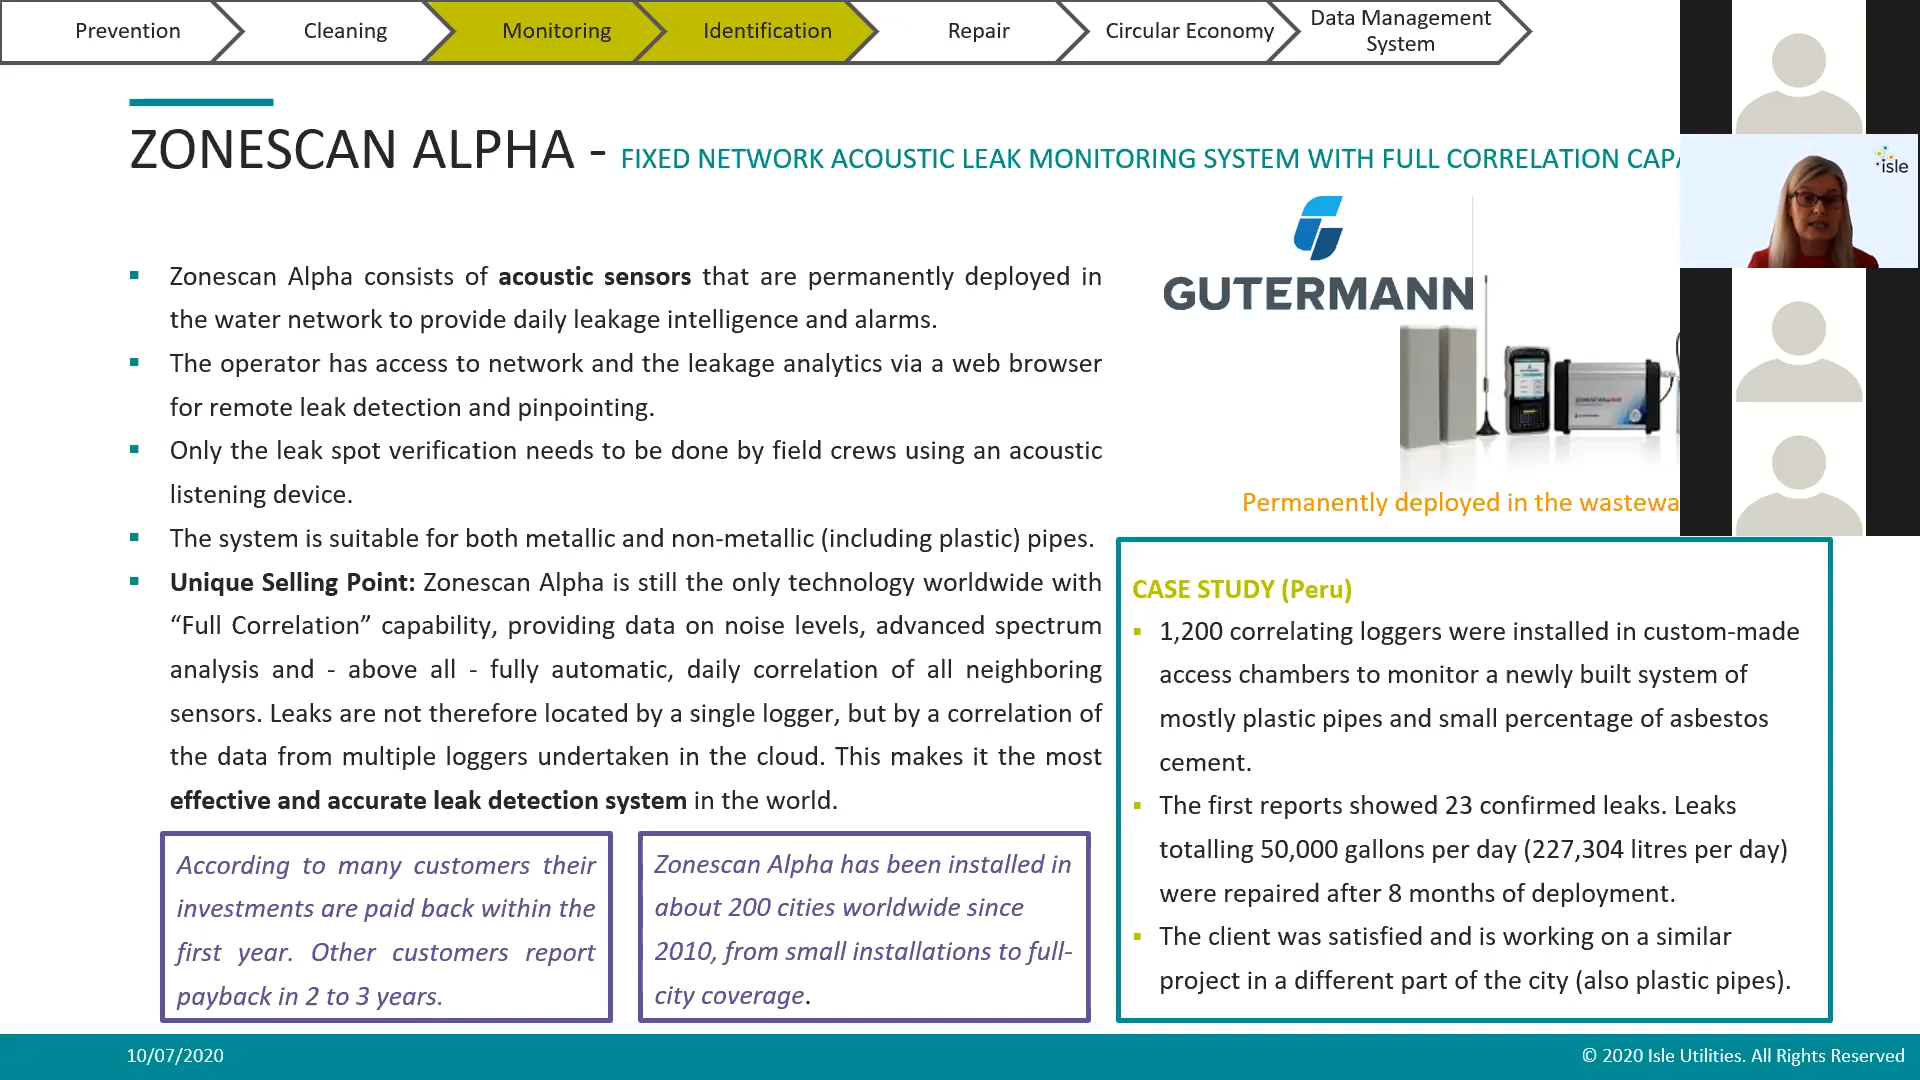 Prevention
Cleaning
Monitoring
Identification
Repair
Circular Economy
Data Management
System
ZONESCAN ALPHA - FIXED NETWORK ACOUSTIC LEAK MONITORING SYSTEM WITH FULL CORRELATION
isle
GUTERMANN
Zonescan Alpha consists of acoustic sensors that are permanently deployed in
the water network to provide daily leakage intelligence and alarms.
The operator has access to network and the leakage analytics via a web browser
for remote leak detection and pinpointing.
Only the leak spot verification needs to be done by field crews using an acoustic
listening device.
The system is suitable for both metallic and non-metallic (including plastic) pipes.
Unique Selling Point: Zonescan Alpha is still the only technology worldwide with
“Full Correlation” capability, providing data on noise levels, advanced spectrum
analysis and - above all - fully automatic, daily correlation of all neighboring
sensors. Leaks are not therefore located by a single logger, but by a correlation of
the data from multiple loggers undertaken in the cloud. This makes it the most
effective and accurate leak detection system in the world.
Permanently deployed in the wastewa
CASE STUDY (Peru)
1,200 correlating loggers were installed in custom-made
access chambers to monitor a newly built system of
mostly plastic pipes and small percentage of asbestos
cement.
The first reports showed 23 confirmed leaks. Leaks
totalling 50,000 gallons per day (227,304 litres per day)
were repaired after 8 months of deployment.
The client was satisfied and is working on a similar
project in a different part of the city (also plastic pipes).
According to many customers their
investments are paid back within the
first year. Other customers report
payback in 2 to 3 years.
Zonescan Alpha has been installed in
about 200 cities worldwide since
2010, from small installations to full-
city coverage.
10/07/2020
© 2020 Isle Utilities. All Rights Reserved